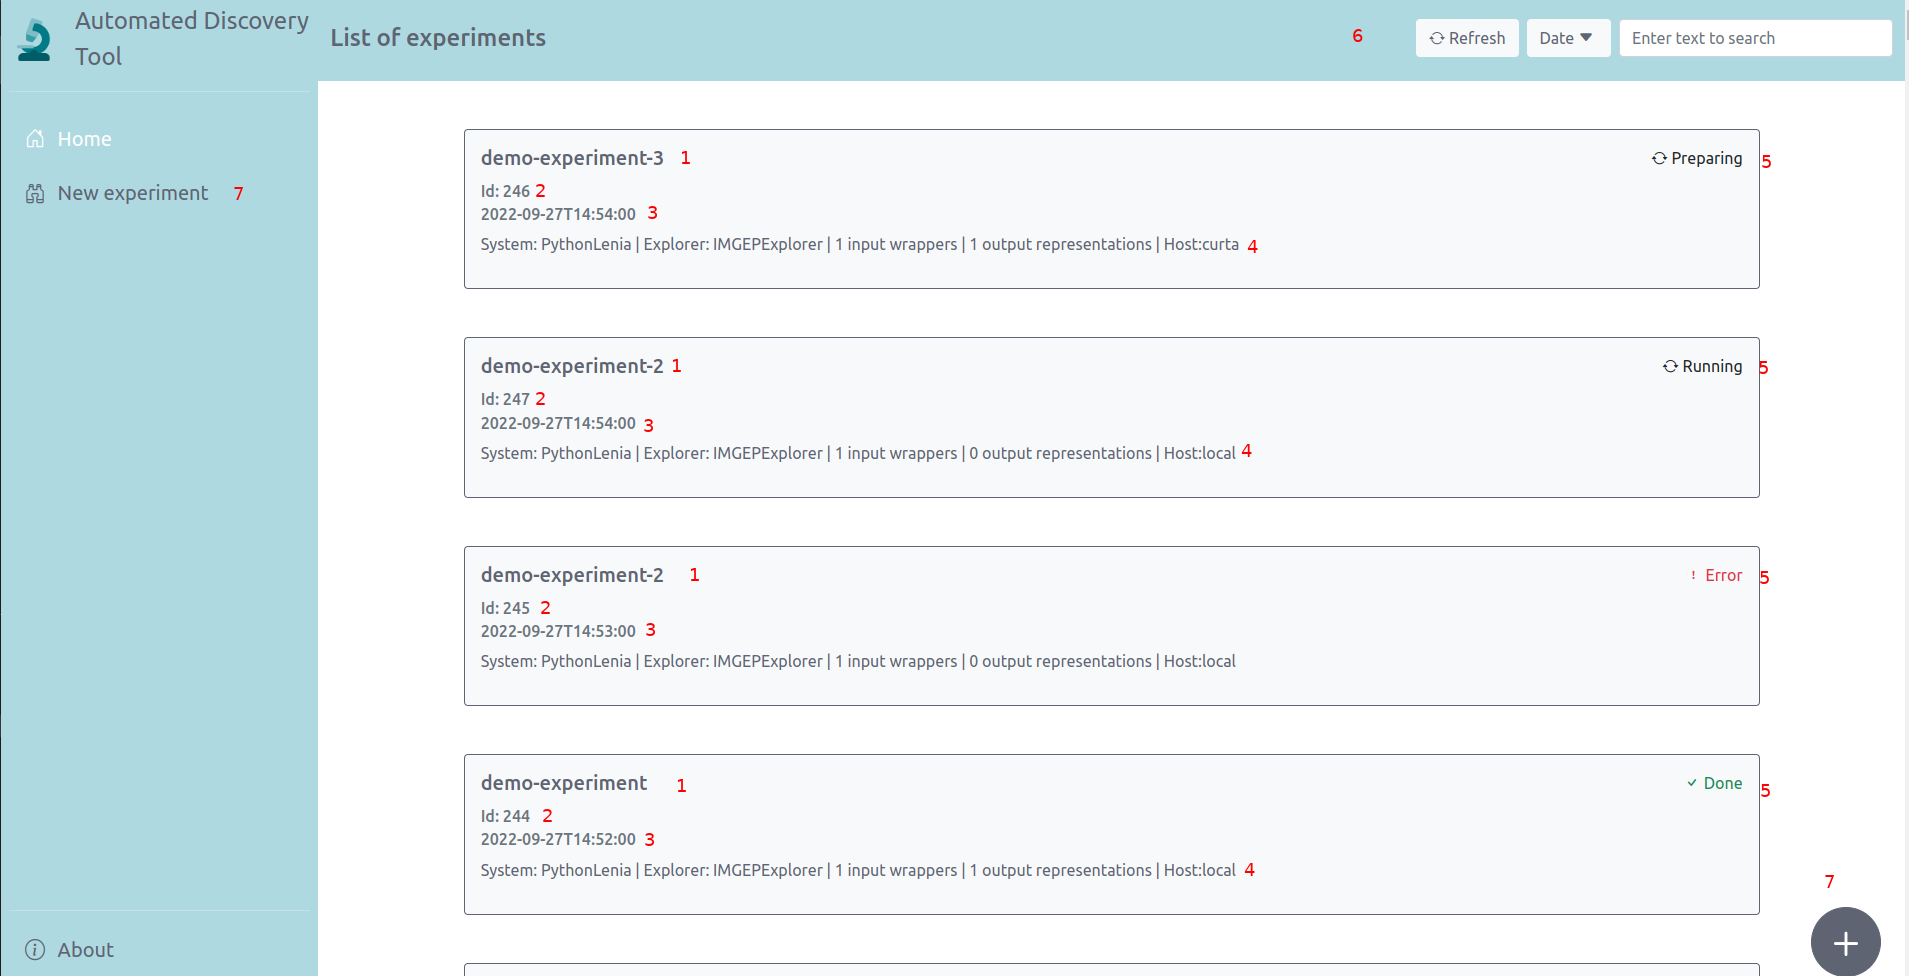 Automated Discovery
Tool
List of experiments
6
Refresh
Date
Enter text to search
Home
New experiment 7
About
demo-experiment-3 1
Preparing 5
Id: 246 2
2022-09-27T14:54:00 3
System: PythonLenia | Explorer: IMGEPExplorer | 1 input wrappers | 1 output representations | Host:curta 4
demo-experiment-2 1
Running 5
Id: 247 2
2022-09-27T14:54:00 3
System: PythonLenia | Explorer: IMGEPExplorer | 1 input wrappers | 0 output representations | Host:local 4
demo-experiment-2 1
! Error 5
Id: 245 2
2022-09-27T14:53:00 3
System: PythonLenia | Explorer: IMGEPExplorer | 1 input wrappers | 0 output representations | Host:local
demo-experiment 1
Done 5
Id: 244 2
2022-09-27T14:52:00 3
System: PythonLenia | Explorer: IMGEPExplorer | 1 input wrappers | 1 output representations | Host:local 4
7
+